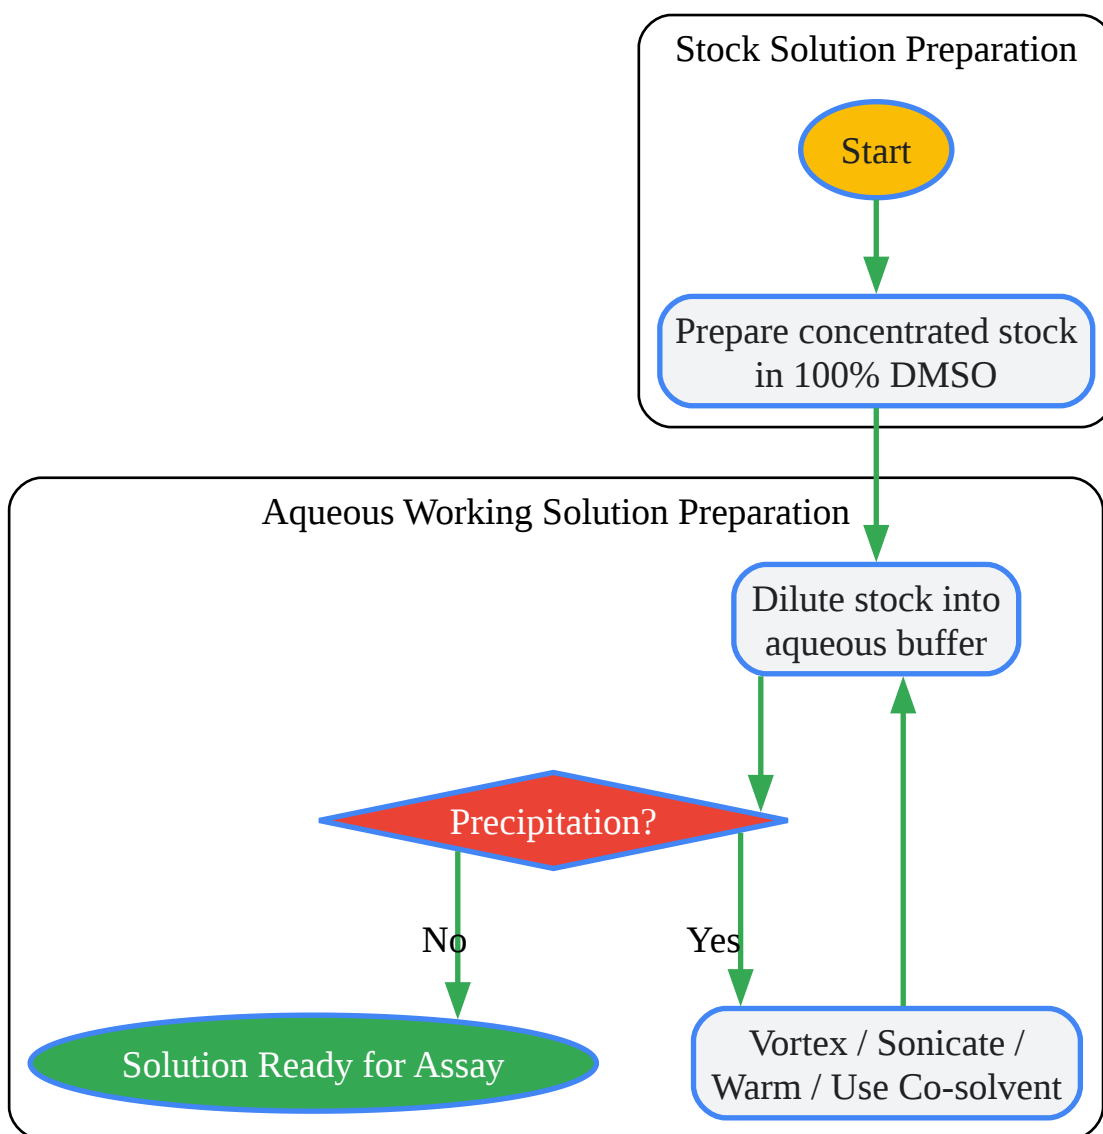 Stock Solution Preparation
Start
Prepare concentrated stock
in 100% DMSO
Aqueous Working Solution Preparation
Dilute stock into
aqueous buffer
Precipitation?
No
Yes
Solution Ready for Assay
Vortex / Sonicate /
Warm / Use Co-solvent